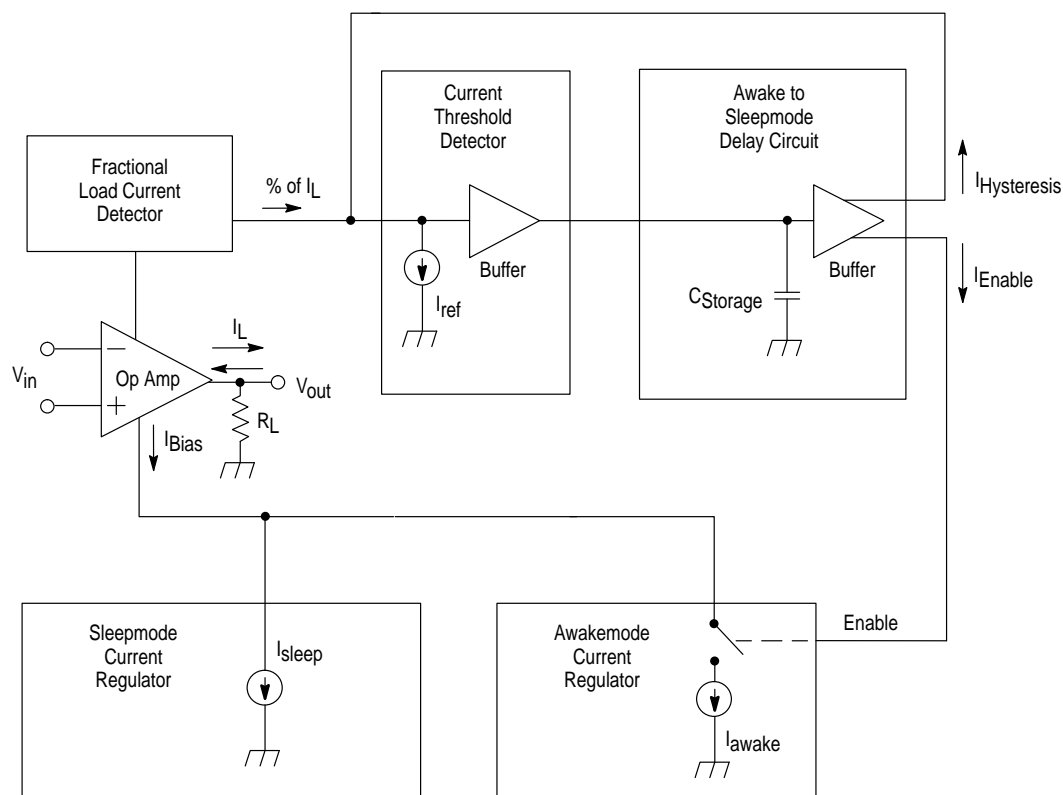 Current
Threshold
Detector
Awake to
Sleepmode
Delay Circuit
Fractional
Load Current
Detector
% of IL
IHysteresis
Buffer
Buffer
IEnable
Iref
CStorage
IL
Vin
Op Amp
Vout
RL
IBias
Enable
Sleepmode
Current
Regulator
Isleep
Awakemode
Current
Regulator
Iawake